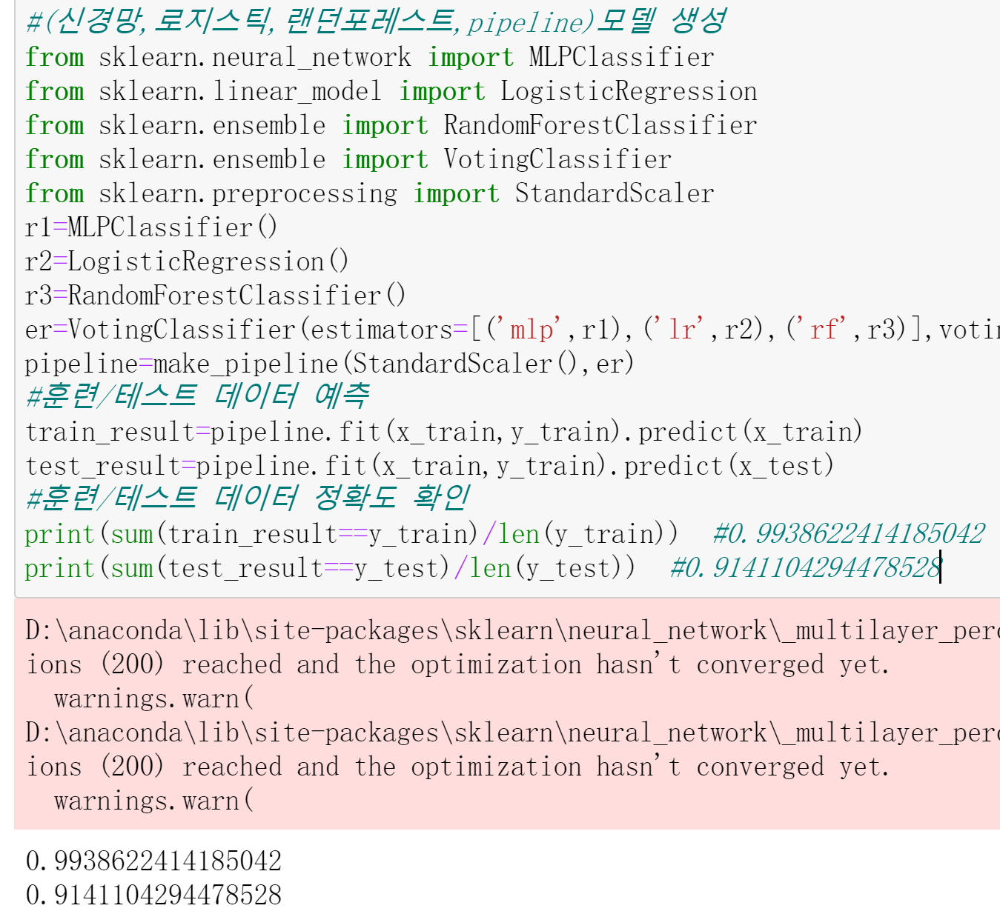 #(신경망,로지스틱,랜던포레스트,pipeline)모델 생성
from sklearn.neural_network import MLPClassifier
from sklearn.linear_model import LogisticRegression
from sklearn.ensemble import RandomForestClassifier
from sklearn.ensemble import VotingClassifier
from sklearn.preprocessing import StandardScaler
r1=MLPClassifier()
r2=LogisticRegression()
r3=RandomForestClassifier()
er=VotingClassifier(estimators=[('mlp',r1),('lr',r2),('rf',r3)],votin
pipeline=make_pipeline(StandardScaler(),er)
#훈련/테스트 데이터 예측
train_result=pipeline.fit(x_train,y_train).predict(x_train)
test_result=pipeline.fit(x_train,y_train).predict(x_test)
#훈련/테스트 데이터 정확도 확인
print(sum(train_result==y_train)/len(y_train))  #0.9938622414185042
print(sum(test_result==y_test)/len(y_test))  #0.9141104294478528
D:\anaconda\lib\site-packages\sklearn\neural_network\_multilayer_perc
ions (200) reached and the optimization hasn't converged yet.
  warnings.warn(
D:\anaconda\lib\site-packages\sklearn\neural_network\_multilayer_perc
ions (200) reached and the optimization hasn't converged yet.
  warnings.warn(
0.9938622414185042
0.9141104294478528